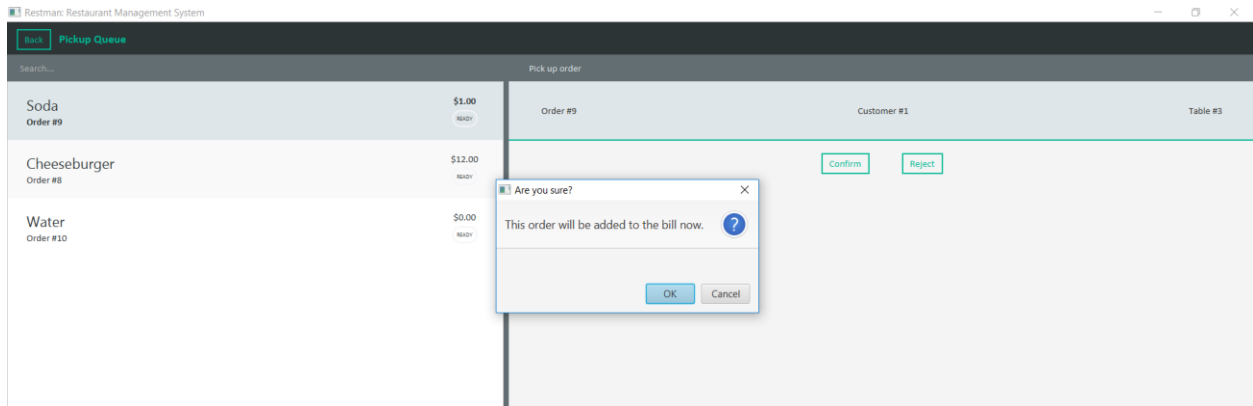 Restman: Restaurant Management System
Back Pickup Queue
Search...
Pick up order
Soda $1.00
Order #9 READY
Order #9 Customer #1 Table #3
Cheeseburger $12.00
Order #8 READY
Confirm Reject
Water $0.00
Order #10 READY
Are you sure?
This order will be added to the bill now.
OK Cancel